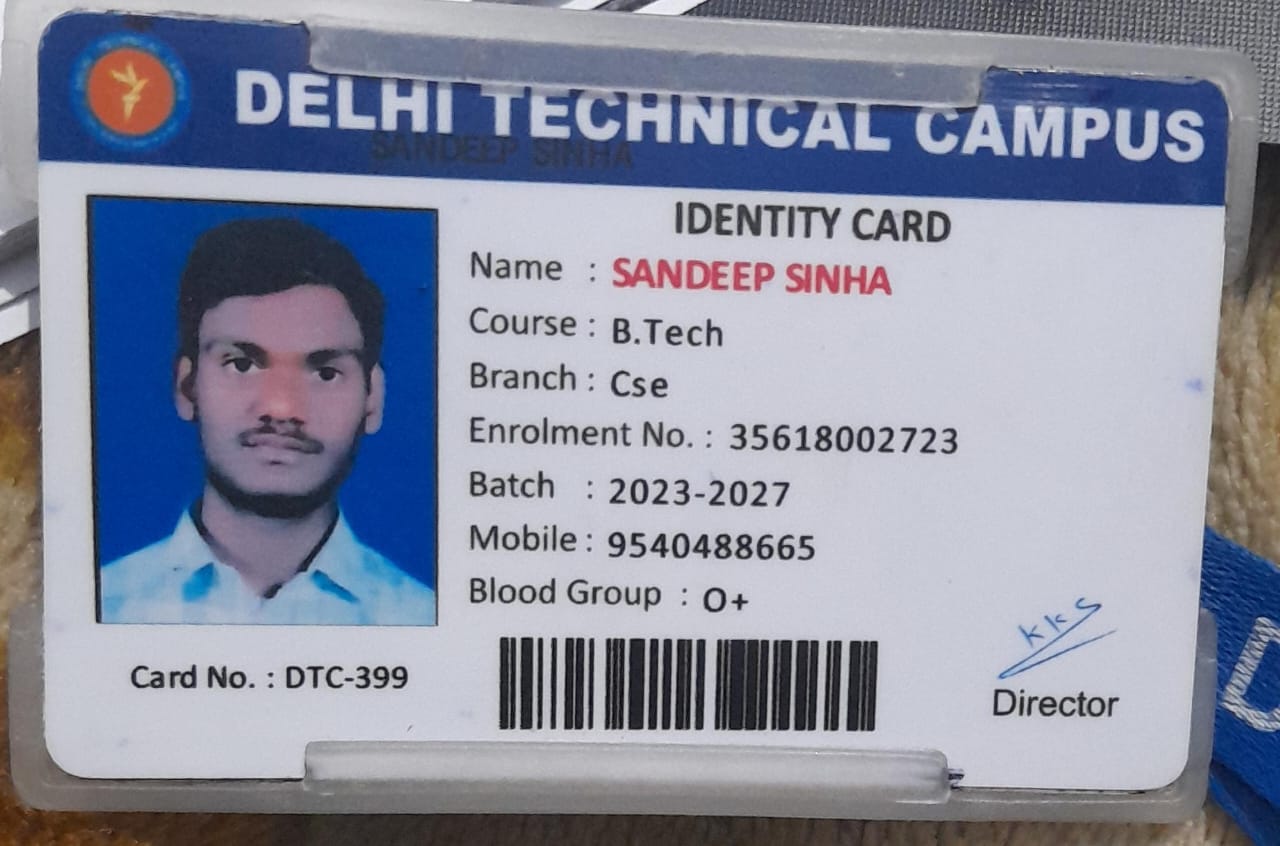 DELHI TECHNICAL CAMPUS
SANDEEP SINHA
IDENTITY CARD
Name : SANDEEP SINHA
Course : B.Tech
Branch : Cse
Enrolment No. : 35618002723
Batch : 2023-2027
Mobile : 9540488665
Blood Group : O+
Card No. : DTC-399
KKS
Director
D